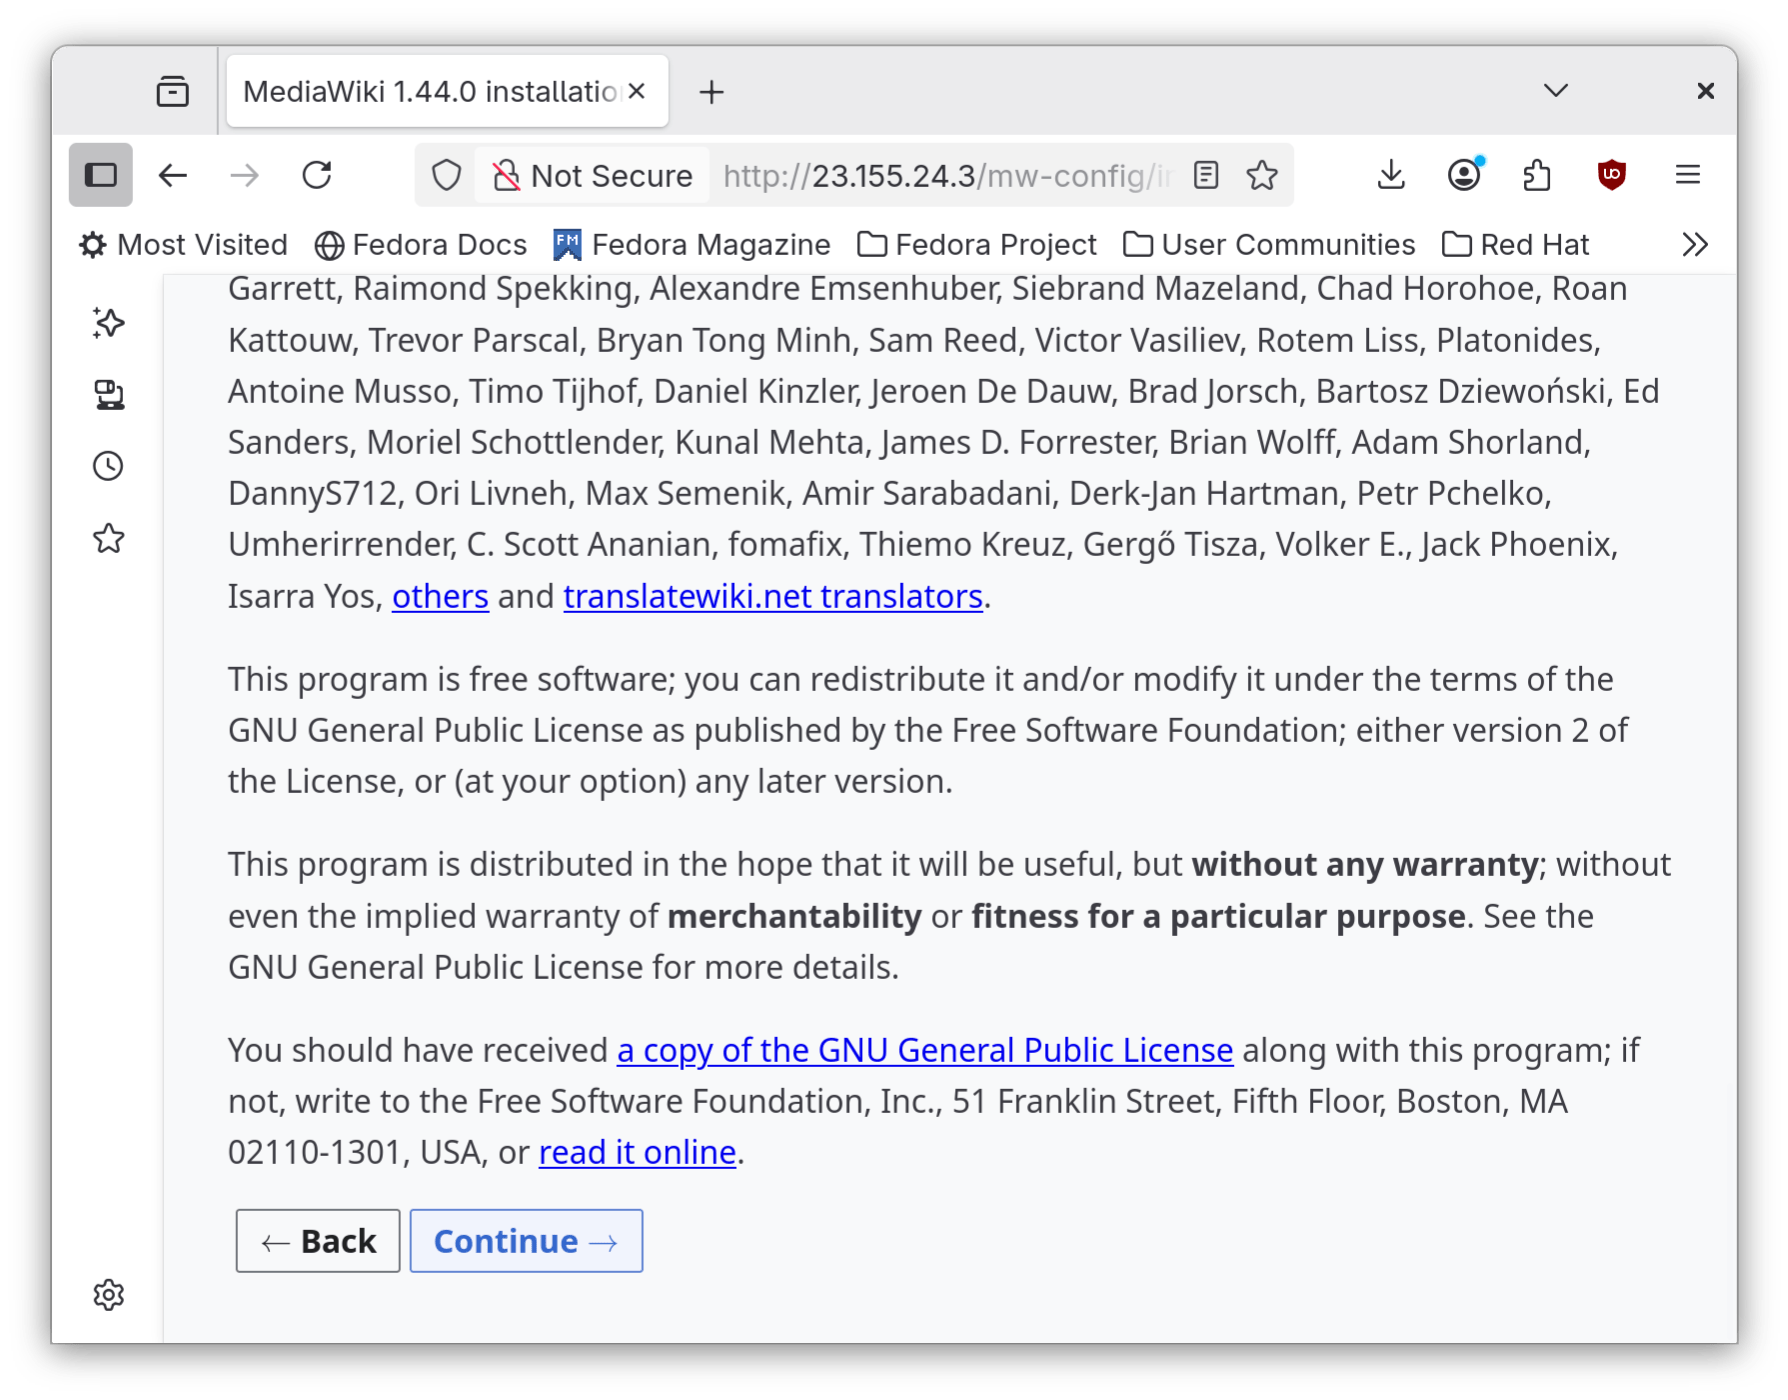 MediaWiki 1.44.0 installatio
Not Secure http://23.155.24.3/mw-config/
Most Visited Fedora Docs Fedora Magazine Fedora Project User Communities Red Hat
Garrett, Raimond Spekking, Alexandre Emsenhuber, Siebrand Mazeland, Chad Horohoe, Roan
Kattouw, Trevor Parscal, Bryan Tong Minh, Sam Reed, Victor Vasiliev, Rotem Liss, Platonides,
Antoine Musso, Timo Tijhof, Daniel Kinzler, Jeroen De Dauw, Brad Jorsch, Bartosz Dziewoński, Ed
Sanders, Moriel Schottlender, Kunal Mehta, James D. Forrester, Brian Wolff, Adam Shorland,
DannyS712, Ori Livneh, Max Semenik, Amir Sarabadani, Derk-Jan Hartman, Petr Pchelko,
Umherirrender, C. Scott Ananian, fomafix, Thiemo Kreuz, Gergő Tisza, Volker E., Jack Phoenix,
Isarra Yos, others and translatewiki.net translators.
This program is free software; you can redistribute it and/or modify it under the terms of the
GNU General Public License as published by the Free Software Foundation; either version 2 of
the License, or (at your option) any later version.
This program is distributed in the hope that it will be useful, but without any warranty; without
even the implied warranty of merchantability or fitness for a particular purpose. See the
GNU General Public License for more details.
You should have received a copy of the GNU General Public License along with this program; if
not, write to the Free Software Foundation, Inc., 51 Franklin Street, Fifth Floor, Boston, MA
02110-1301, USA, or read it online.
← Back Continue →